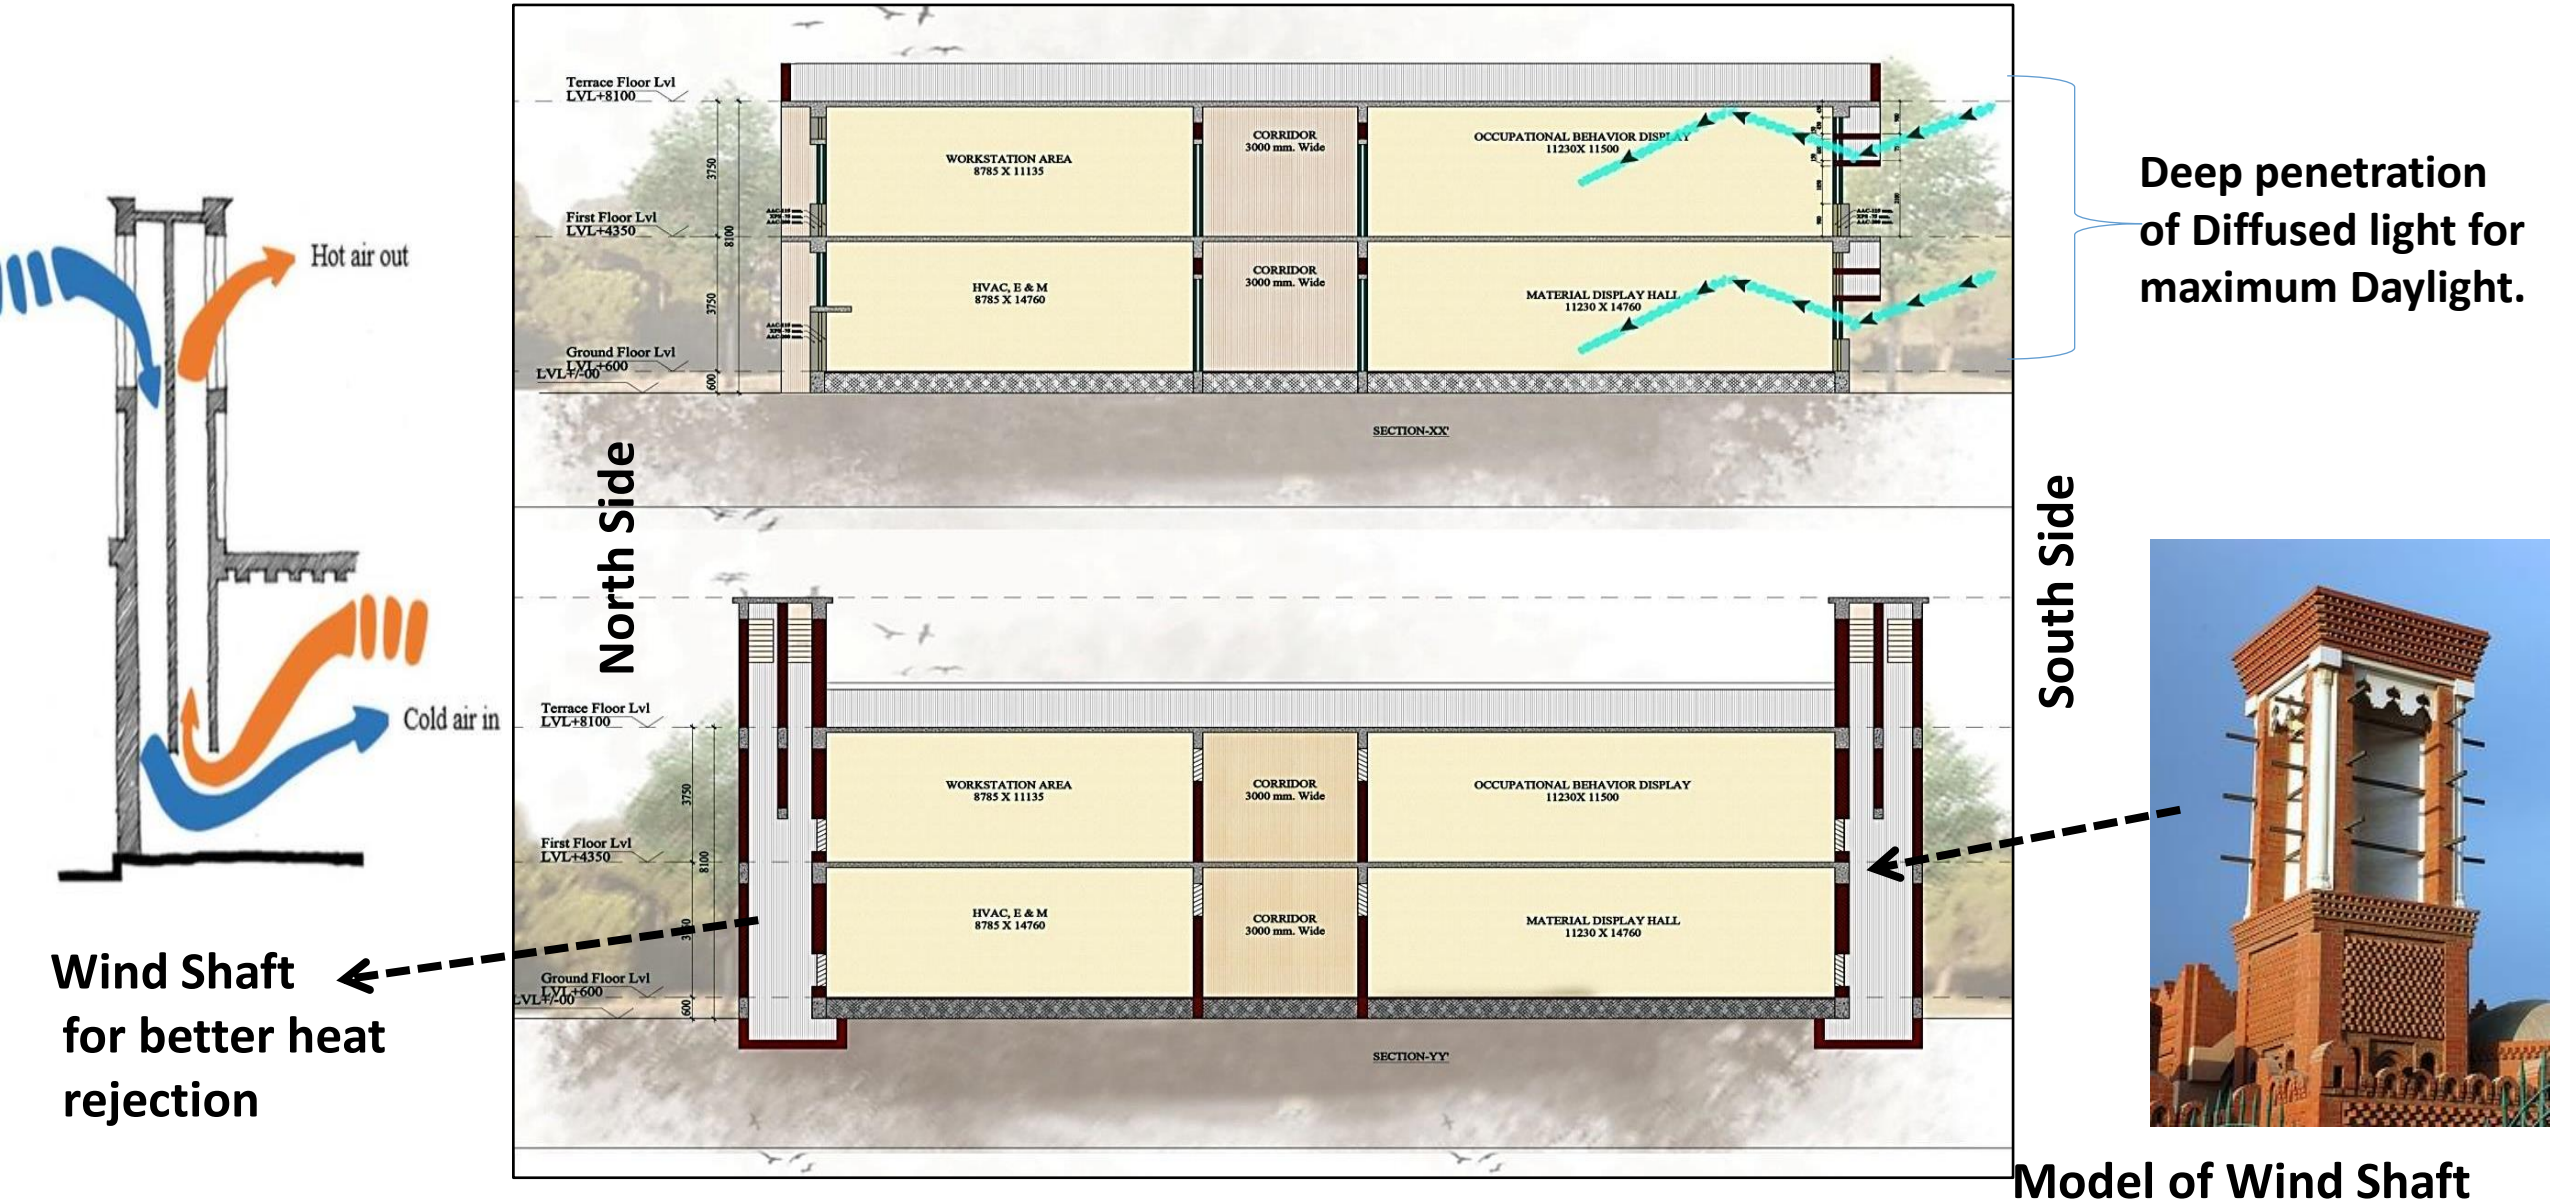 Hot air out
Cold air in
Wind Shaft
for better heat
rejection
North Side
Terrace Floor Lvl
LVL+8100
First Floor Lvl
LVL+4350
Ground Floor Lvl
LVL+600
LVL+/-00
3750
3750
600
8100
WORKSTATION AREA
8785 X 11135
CORRIDOR
3000 mm. Wide
OCCUPATIONAL BEHAVIOR DISPLAY
11230X 11500
HVAC, E & M
8785 X 14760
CORRIDOR
3000 mm. Wide
MATERIAL DISPLAY HALL
11230 X 14760
SECTION-XX'
Terrace Floor Lvl
LVL+8100
First Floor Lvl
LVL+4350
Ground Floor Lvl
LVL+600
LVL+/-00
3750
600
8100
WORKSTATION AREA
8785 X 11135
CORRIDOR
3000 mm. Wide
OCCUPATIONAL BEHAVIOR DISPLAY
11230X 11500
HVAC, E & M
8785 X 14760
CORRIDOR
3000 mm. Wide
MATERIAL DISPLAY HALL
11230 X 14760
SECTION-YY'
South Side
Deep penetration
of Diffused light for
maximum Daylight.
Model of Wind Shaft